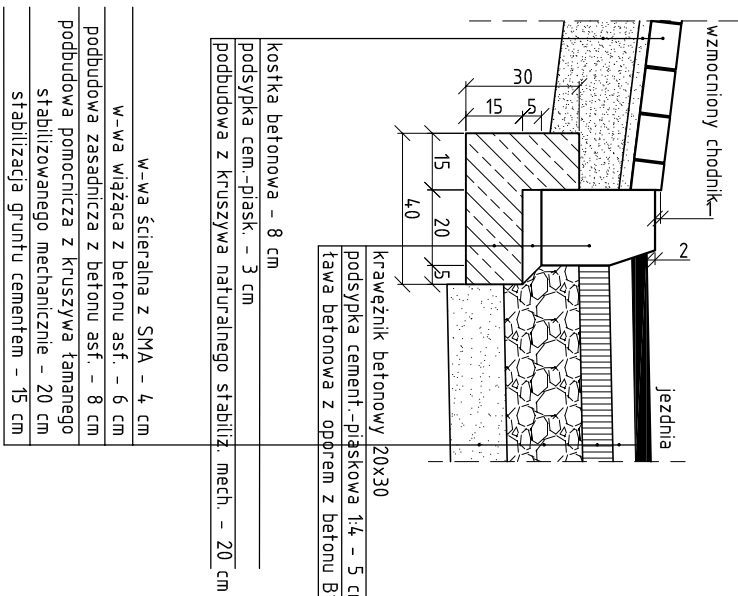 wzmocniony chodnik
jezdnia
1
2
30
15
5
15
20
5
40
krawężnik betonowy 20x30
podsypka cement.-piaskowa 1:4 - 5 c
ława betonowa z oporem z betonu B
kostka betonowa - 8 cm
podsypka cem.-piask. - 3 cm
podbudowa z kruszywa naturalnego stabiliz. mech. - 20 cm
w-wa ścieralna z SMA - 4 cm
w-wa wiążąca z betonu asf. - 6 cm
podbudowa zasadnicza z betonu asf. - 8 cm
podbudowa pomocnicza z kruszywa łamanego
stabilizowanego mechanicznie - 20 cm
stabilizacja gruntu cementem - 15 cm